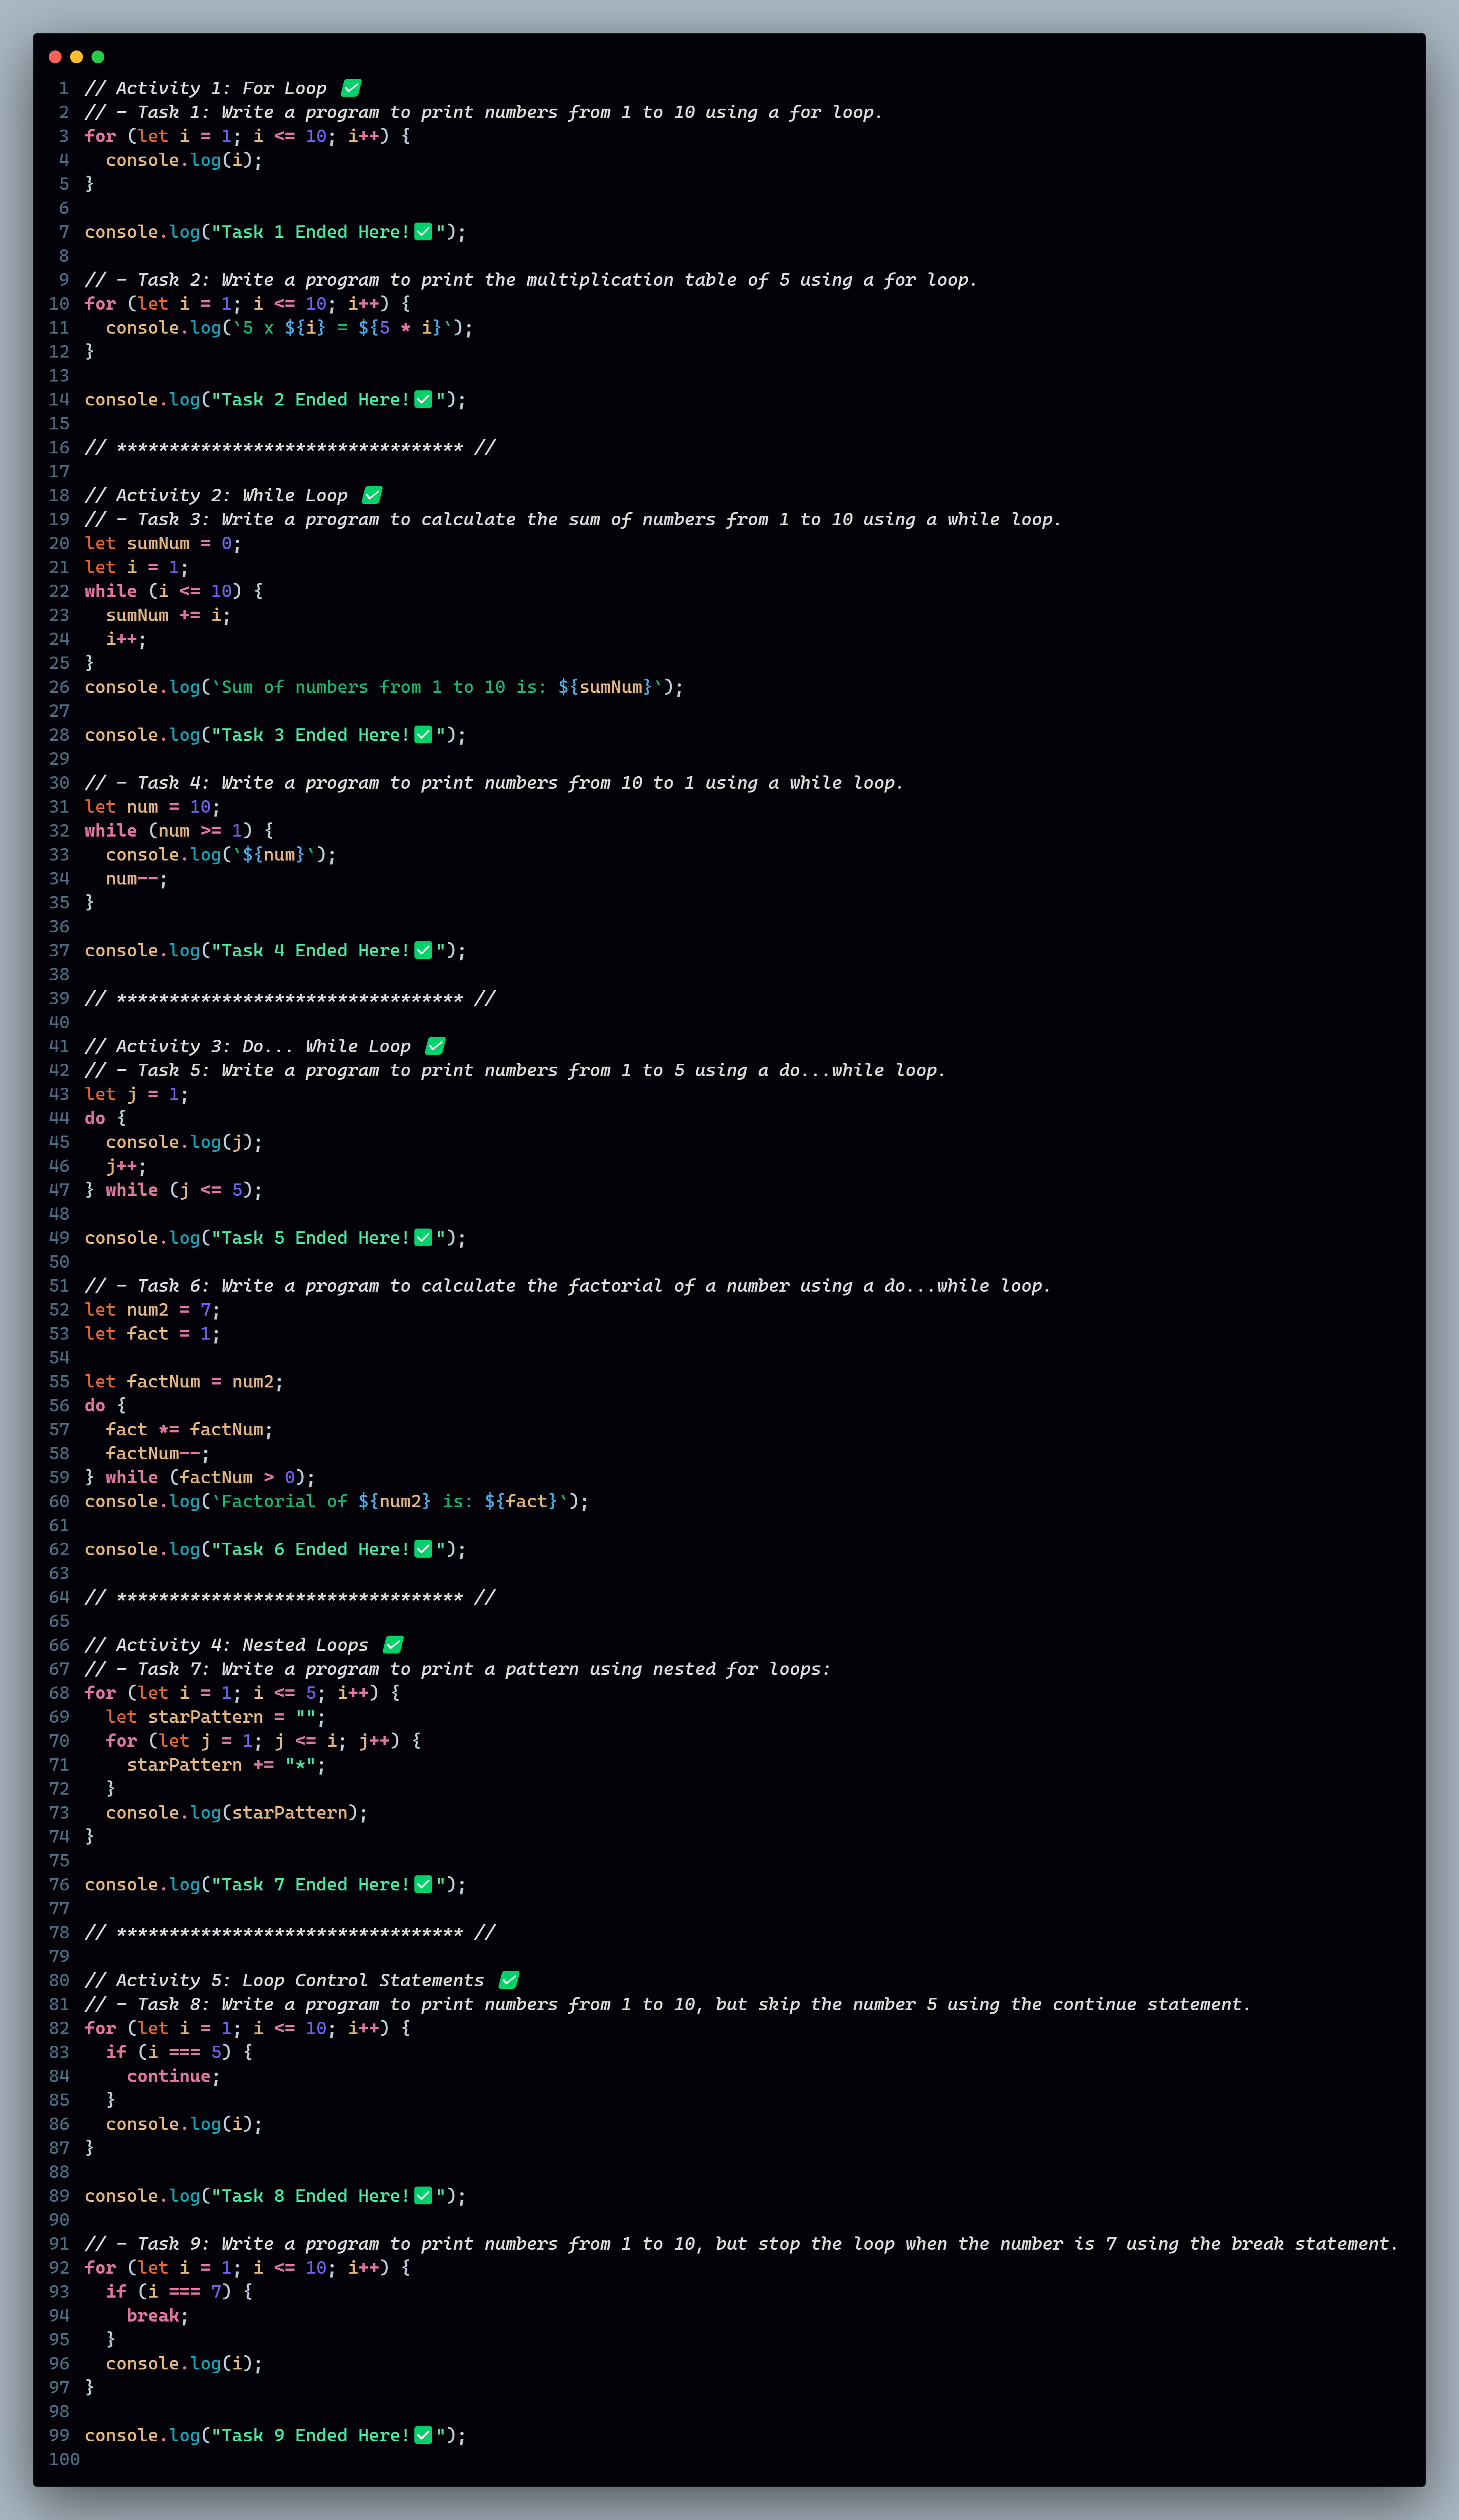 1 // Activity 1: For Loop ✅
2 // - Task 1: Write a program to print numbers from 1 to 10 using a for loop.
3 for (let i = 1; i <= 10; i++) {
4   console.log(i);
5 }
6
7 console.log("Task 1 Ended Here!✅");
8
9 // - Task 2: Write a program to print the multiplication table of 5 using a for loop.
10 for (let i = 1; i <= 10; i++) {
11   console.log(`5 x ${i} = ${5 * i}`);
12 }
13
14 console.log("Task 2 Ended Here!✅");
15
16 // ********************************* //
17
18 // Activity 2: While Loop ✅
19 // - Task 3: Write a program to calculate the sum of numbers from 1 to 10 using a while loop.
20 let sumNum = 0;
21 let i = 1;
22 while (i <= 10) {
23   sumNum += i;
24   i++;
25 }
26 console.log(`Sum of numbers from 1 to 10 is: ${sumNum}`);
27
28 console.log("Task 3 Ended Here!✅");
29
30 // - Task 4: Write a program to print numbers from 10 to 1 using a while loop.
31 let num = 10;
32 while (num >= 1) {
33   console.log(`${num}`);
34   num--;
35 }
36
37 console.log("Task 4 Ended Here!✅");
38
39 // ********************************* //
40
41 // Activity 3: Do... While Loop ✅
42 // - Task 5: Write a program to print numbers from 1 to 5 using a do...while loop.
43 let j = 1;
44 do {
45   console.log(j);
46   j++;
47 } while (j <= 5);
48
49 console.log("Task 5 Ended Here!✅");
50
51 // - Task 6: Write a program to calculate the factorial of a number using a do...while loop.
52 let num2 = 7;
53 let fact = 1;
54
55 let factNum = num2;
56 do {
57   fact *= factNum;
58   factNum--;
59 } while (factNum > 0);
60 console.log(`Factorial of ${num2} is: ${fact}`);
61
62 console.log("Task 6 Ended Here!✅");
63
64 // ********************************* //
65
66 // Activity 4: Nested Loops ✅
67 // - Task 7: Write a program to print a pattern using nested for loops:
68 for (let i = 1; i <= 5; i++) {
69   let starPattern = "";
70   for (let j = 1; j <= i; j++) {
71     starPattern += "*";
72   }
73   console.log(starPattern);
74 }
75
76 console.log("Task 7 Ended Here!✅");
77
78 // ********************************* //
79
80 // Activity 5: Loop Control Statements ✅
81 // - Task 8: Write a program to print numbers from 1 to 10, but skip the number 5 using the continue statement.
82 for (let i = 1; i <= 10; i++) {
83   if (i === 5) {
84     continue;
85   }
86   console.log(i);
87 }
88
89 console.log("Task 8 Ended Here!✅");
90
91 // - Task 9: Write a program to print numbers from 1 to 10, but stop the loop when the number is 7 using the break statement.
92 for (let i = 1; i <= 10; i++) {
93   if (i === 7) {
94     break;
95   }
96   console.log(i);
97 }
98
99 console.log("Task 9 Ended Here!✅");
100